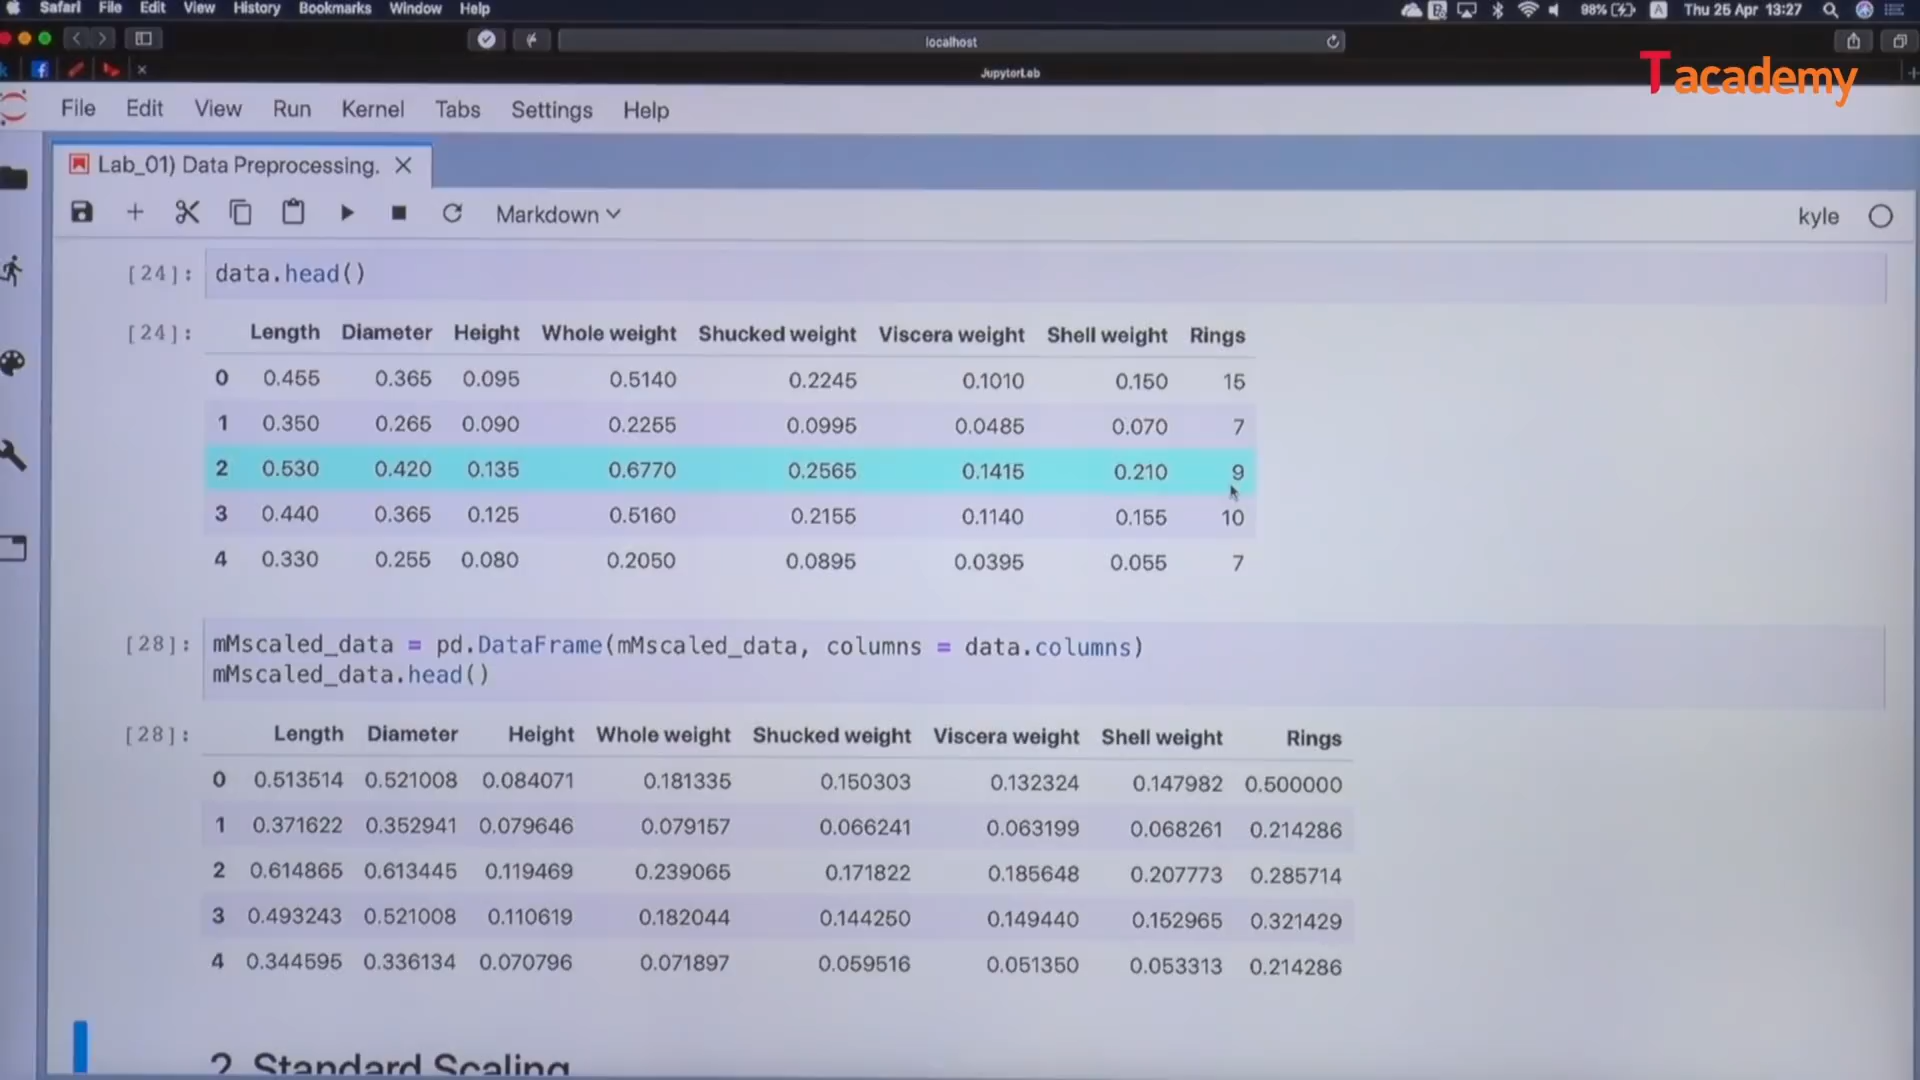 Safari File Edit View History Bookmarks Window Help 98% A Thu 25 Apr 13:27
localhost
JupyterLab
T academy
File Edit View Run Kernel Tabs Settings Help
Lab_01) Data Preprocessing.
Markdown kyle
[24]: data.head()
[24]: Length Diameter Height Whole weight Shucked weight Viscera weight Shell weight Rings
0 0.455 0.365 0.095 0.5140 0.2245 0.1010 0.150 15
1 0.350 0.265 0.090 0.2255 0.0995 0.0485 0.070 7
2 0.530 0.420 0.135 0.6770 0.2565 0.1415 0.210 9
3 0.440 0.365 0.125 0.5160 0.2155 0.1140 0.155 10
4 0.330 0.255 0.080 0.2050 0.0895 0.0395 0.055 7
[28]: mMscaled_data = pd.DataFrame(mMscaled_data, columns = data.columns)
mMscaled_data.head()
[28]: Length Diameter Height Whole weight Shucked weight Viscera weight Shell weight Rings
0 0.513514 0.521008 0.084071 0.181335 0.150303 0.132324 0.147982 0.500000
1 0.371622 0.352941 0.079646 0.079157 0.066241 0.063199 0.068261 0.214286
2 0.614865 0.613445 0.119469 0.239065 0.171822 0.185648 0.207773 0.285714
3 0.493243 0.521008 0.110619 0.182044 0.144250 0.149440 0.152965 0.321429
4 0.344595 0.336134 0.070796 0.071897 0.059516 0.051350 0.053313 0.214286
2. Standard Scaling